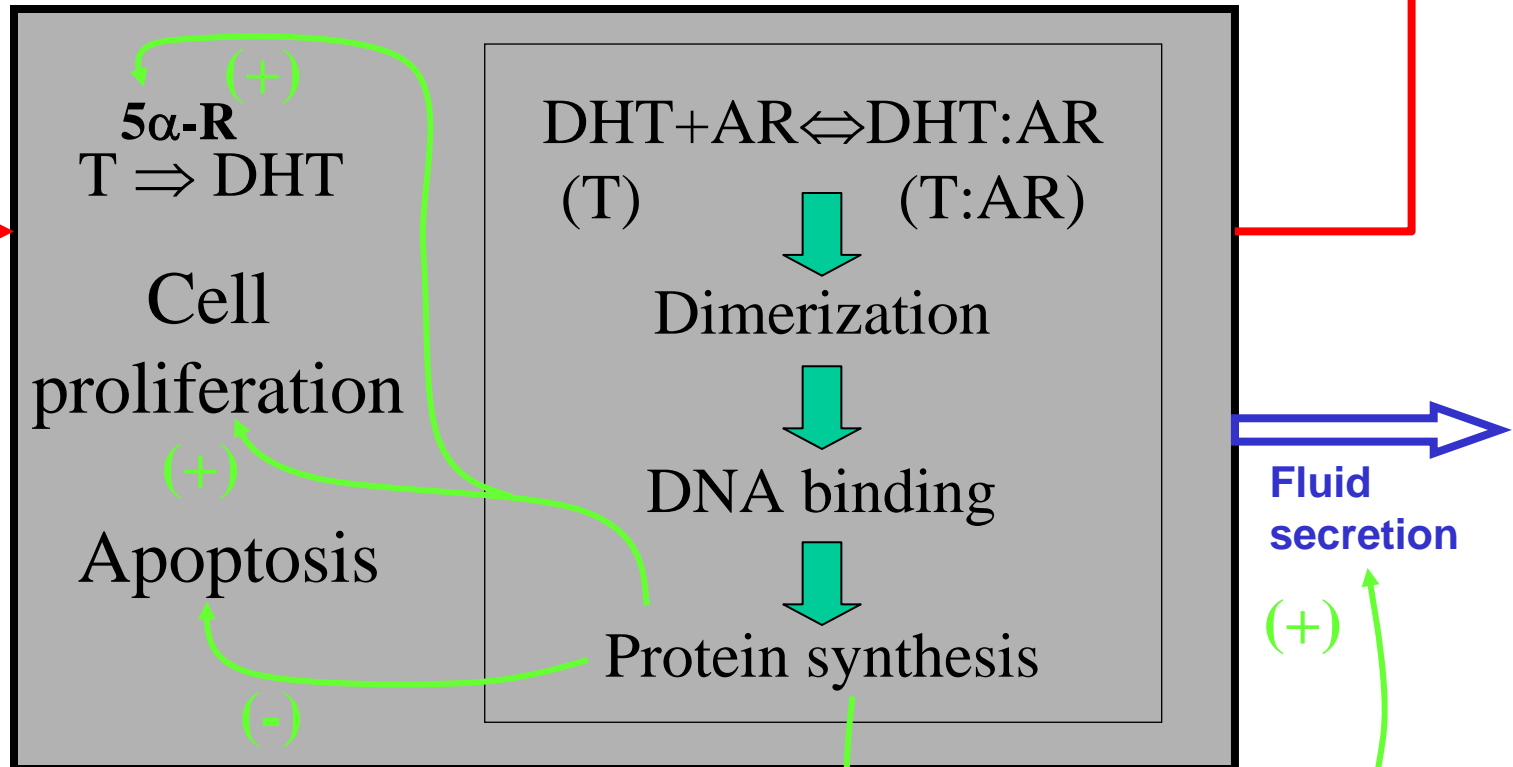 (+)
5α-R
T ⇒ DHT
Cell
proliferation
(+)
Apoptosis
(-)
DHT+AR⇔DHT:AR
(T) (T:AR)
Dimerization
DNA binding
Protein synthesis
Fluid
secretion
(+)